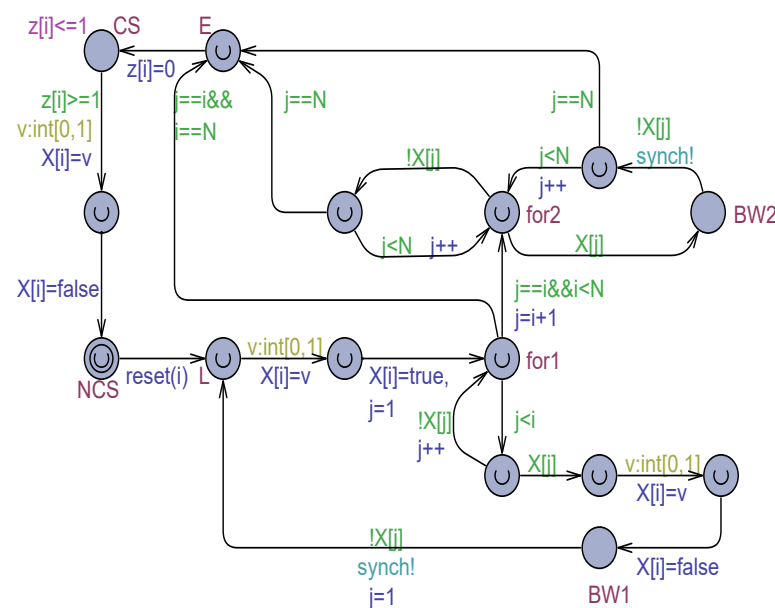 z[i]<=1
CS
E
z[i]=0
z[i]>=1
v:int[0,1]
X[i]=v
j==i&&
i==N
j==N
j==N
!X[j]
synch!
!X[j]
j<N
j++
for2
BW2
j<N
j++
X[j]
X[i]=false
j==i&&i<N
j=i+1
NCS
reset(i)
L
v:int[0,1]
X[i]=v
X[i]=true,
j=1
for1
!X[j]
j++
j<i
X[j]
v:int[0,1]
X[i]=v
!X[j]
synch!
j=1
X[i]=false
BW1